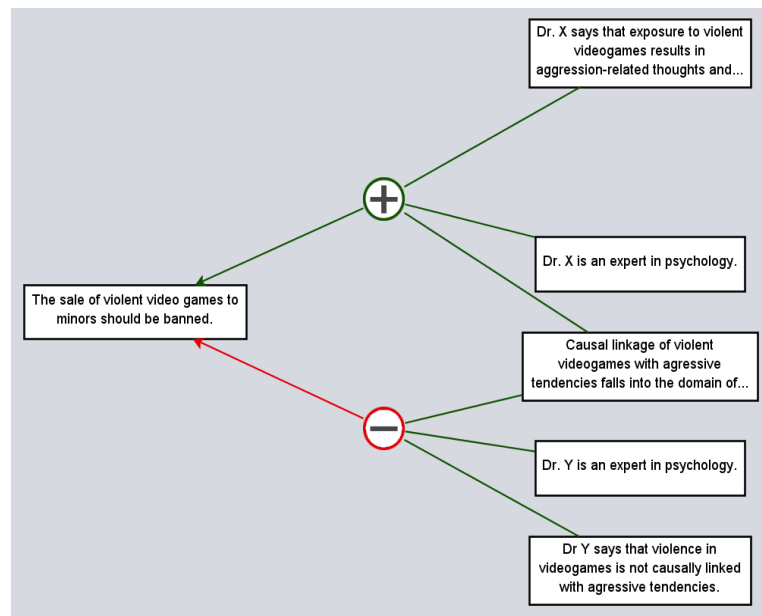 Dr. X says that exposure to violent
videogames results in
aggression-related thoughts and...
+
Dr. X is an expert in psychology.
The sale of violent video games to
minors should be banned.
Causal linkage of violent
videogames with agressive
tendencies falls into the domain of...
−
Dr. Y is an expert in psychology.
Dr Y says that violence in
videogames is not causally linked
with agressive tendencies.